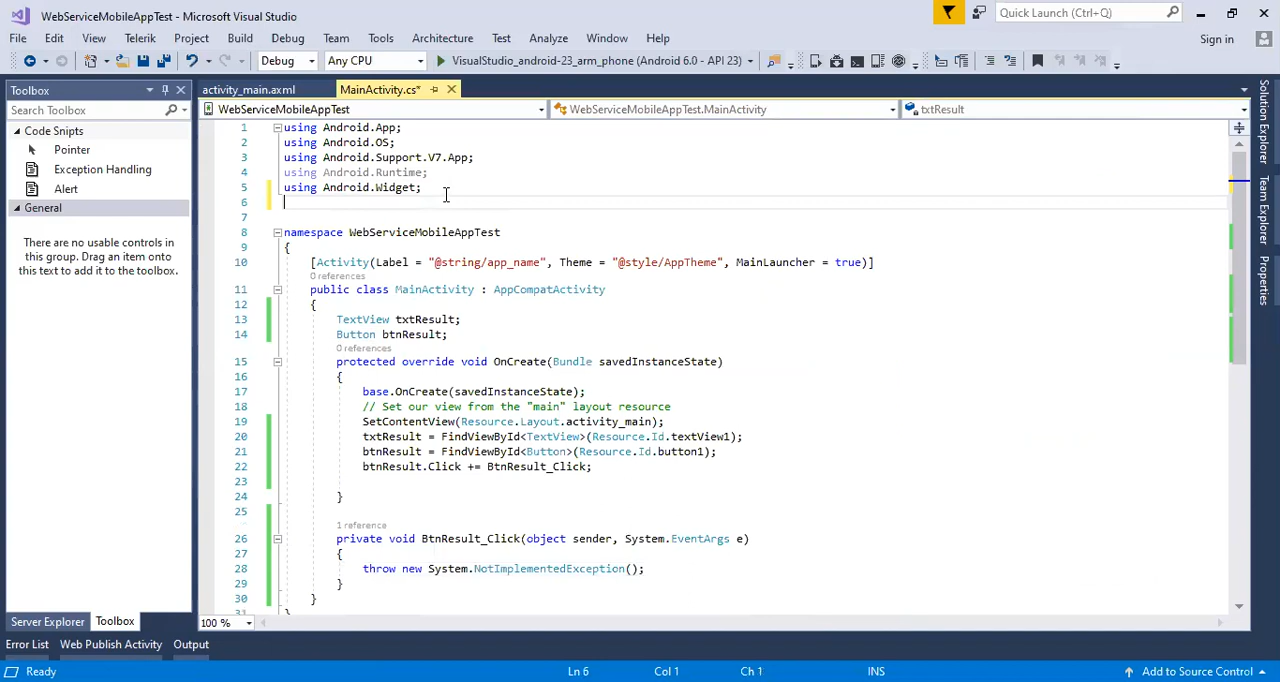 WebServiceMobileAppTest - Microsoft Visual Studio
Quick Launch (Ctrl+Q)
File Edit View Telerik Project Build Debug Team Tools Architecture Test Analyze Window Help
Sign in
Debug Any CPU VisualStudio_android-23_arm_phone (Android 6.0 - API 23)
Toolbox
activity_main.axml MainActivity.cs*
Search Toolbox
WebServiceMobileAppTest WebServiceMobileAppTest.MainActivity txtResult
Code Snipts
Pointer
Exception Handling
Alert
General
There are no usable controls in
this group. Drag an item onto
this text to add it to the toolbox.
1 using Android.App;
2 using Android.OS;
3 using Android.Support.V7.App;
4 using Android.Runtime;
5 using Android.Widget;
6
7
8 namespace WebServiceMobileAppTest
9 {
10 [Activity(Label = "@string/app_name", Theme = "@style/AppTheme", MainLauncher = true)]
0 references
11 public class MainActivity : AppCompatActivity
12 {
13 TextView txtResult;
14 Button btnResult;
0 references
15 protected override void OnCreate(Bundle savedInstanceState)
16 {
17 base.OnCreate(savedInstanceState);
18 // Set our view from the "main" layout resource
19 SetContentView(Resource.Layout.activity_main);
20 txtResult = FindViewById<TextView>(Resource.Id.textView1);
21 btnResult = FindViewById<Button>(Resource.Id.button1);
22 btnResult.Click += BtnResult_Click;
23
24 }
25
1 reference
26 private void BtnResult_Click(object sender, System.EventArgs e)
27 {
28 throw new System.NotImplementedException();
29 }
30 }
31 }
Solution Explorer
Team Explorer
Properties
Server Explorer Toolbox
100 %
Error List Web Publish Activity Output
Ready Ln 6 Col 1 Ch 1 INS Add to Source Control